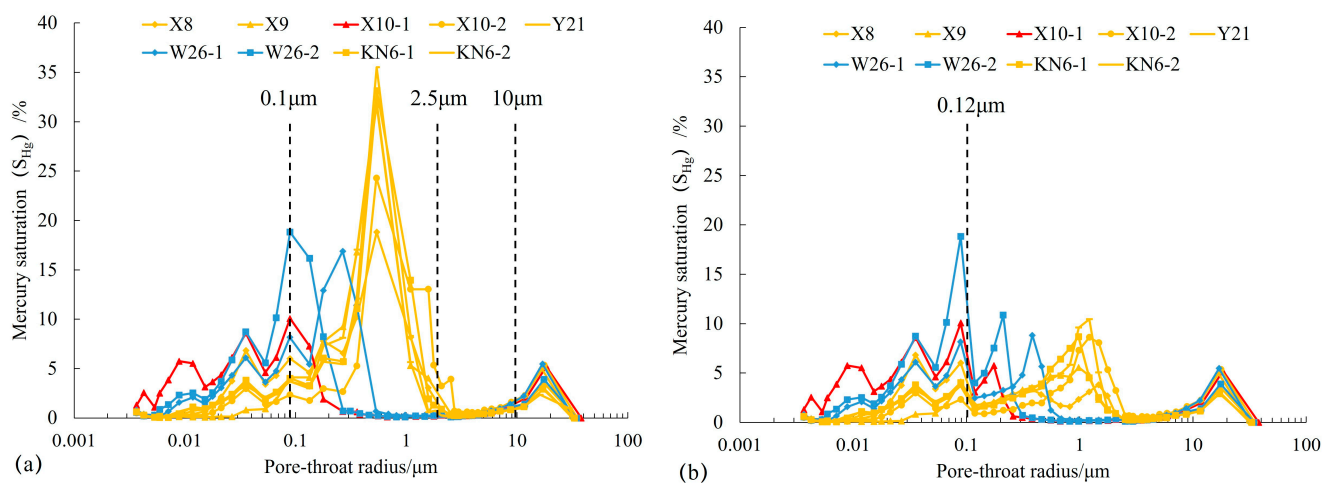 X8 X9 X10-1 X10-2 Y21
W26-1 W26-2 KN6-1 KN6-2
0.1μm 2.5μm 10μm
Mercury saturation (S_Hg) /%
40
35
30
25
20
15
10
5
0
0.001 0.01 0.1 1 10 100
Pore-throat radius/μm
(a)
X8 X9 X10-1 X10-2 Y21
W26-1 W26-2 KN6-1 KN6-2
0.12μm
Mercury saturation (S_Hg) /%
40
35
30
25
20
15
10
5
0
0.001 0.01 0.1 1 10 100
Pore-throat radius/μm
(b)